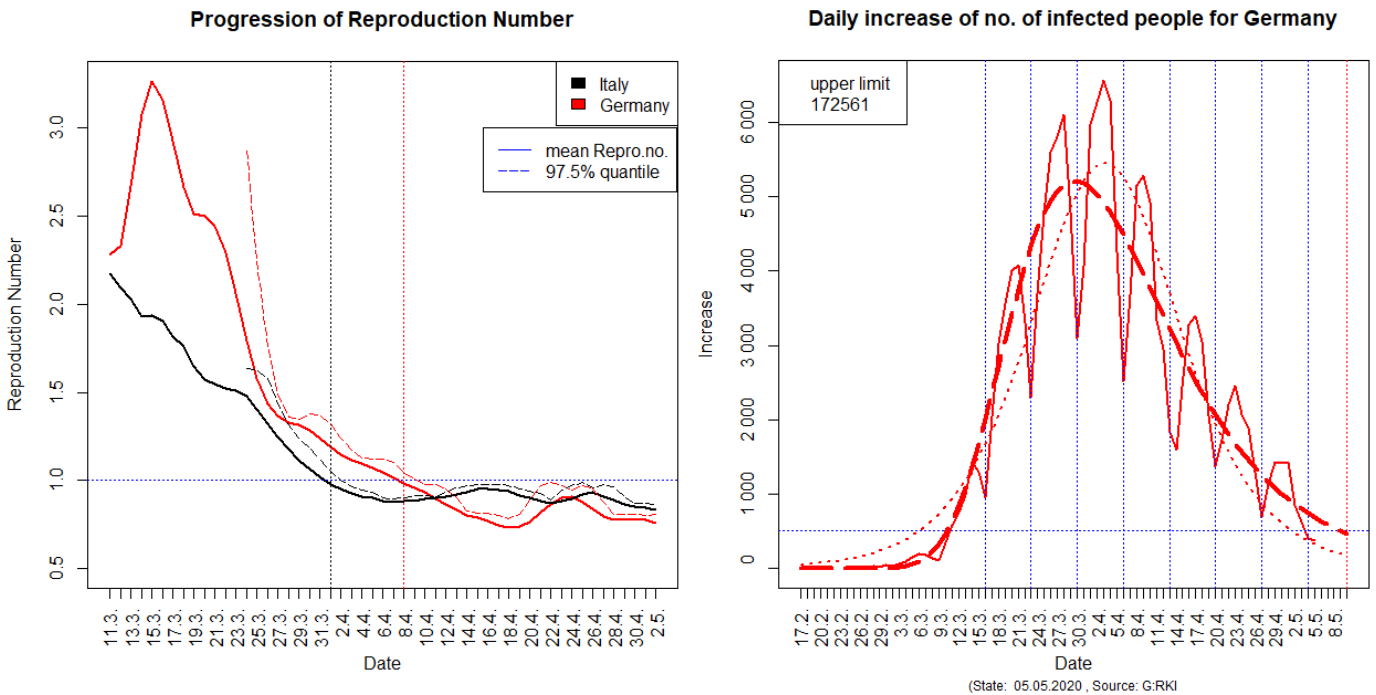 Progression of Reproduction Number
Italy
Germany
mean Repro.no.
97.5% quantile
Reproduction Number
3.0
2.5
2.0
1.5
1.0
0.5
11.3. 13.3. 15.3. 17.3. 19.3. 21.3. 23.3. 25.3. 27.3. 29.3. 31.3. 2.4. 4.4. 6.4. 8.4. 10.4. 12.4. 14.4. 16.4. 18.4. 20.4. 22.4. 24.4. 26.4. 28.4. 30.4. 2.5.
Date
Daily increase of no. of infected people for Germany
upper limit
172561
Increase
6 000
5 000
4 000
3 000
2 000
1 000
0
17.2. 20.2. 23.2. 26.2. 29.2. 3.3. 6.3. 9.3. 12.3. 15.3. 18.3. 21.3. 24.3. 27.3. 30.3. 2.4. 5.4. 8.4. 11.4. 14.4. 17.4. 20.4. 23.4. 26.4. 29.4. 2.5. 5.5. 8.5.
Date
(State: 05.05.2020 , Source: G:RKI